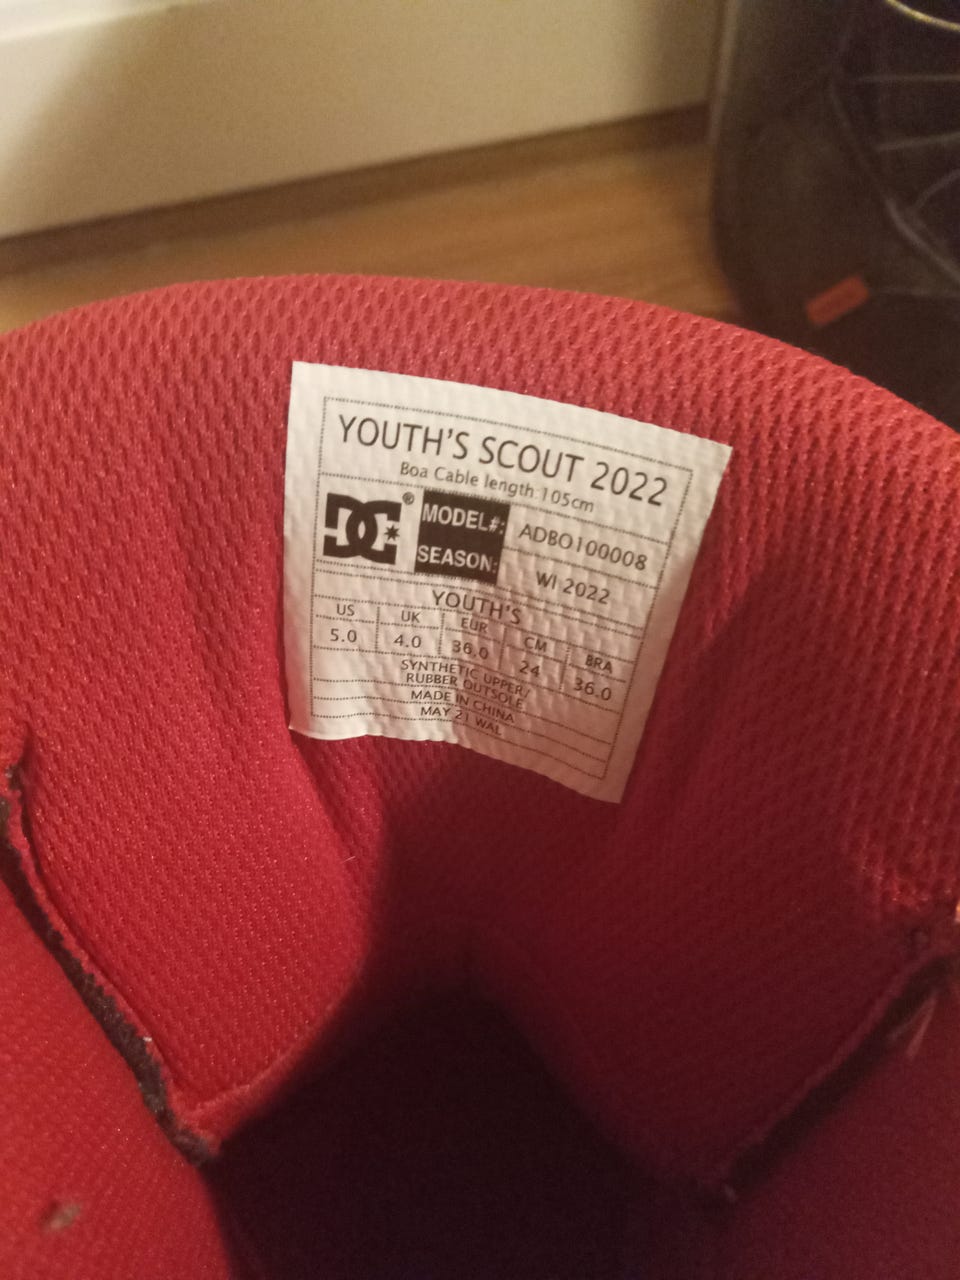 YOUTH'S SCOUT 2022
Boa Cable length:105cm
DC®
MODEL#: ADBO100008
SEASON: WI 2022
YOUTH'S
US UK EUR CM BRA
5.0 4.0 36.0 24 36.0
SYNTHETIC UPPER/
RUBBER OUTSOLE
MADE IN CHINA
MAY 21 WAL